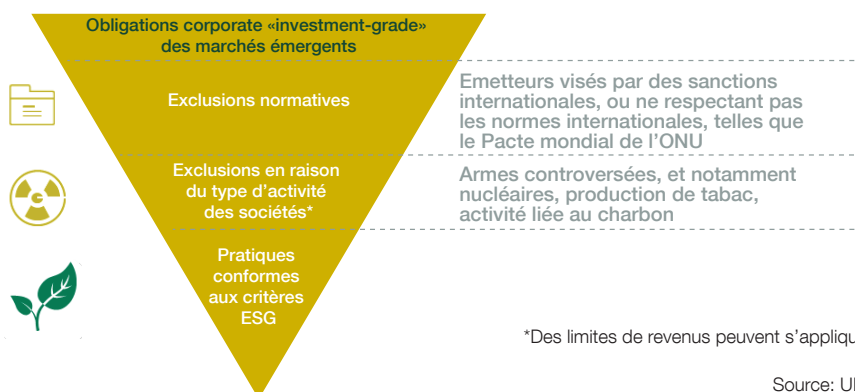 Obligations corporate «investment-grade»
des marchés émergents
Exclusions normatives
Emetteurs visés par des sanctions
internationales, ou ne respectant pas
les normes internationales, telles que
le Pacte mondial de l’ONU
Exclusions en raison
du type d’activité
des sociétés*
Armes controversées, et notamment
nucléaires, production de tabac,
activité liée au charbon
Pratiques
conformes
aux critères
ESG
*Des limites de revenus peuvent
Source: